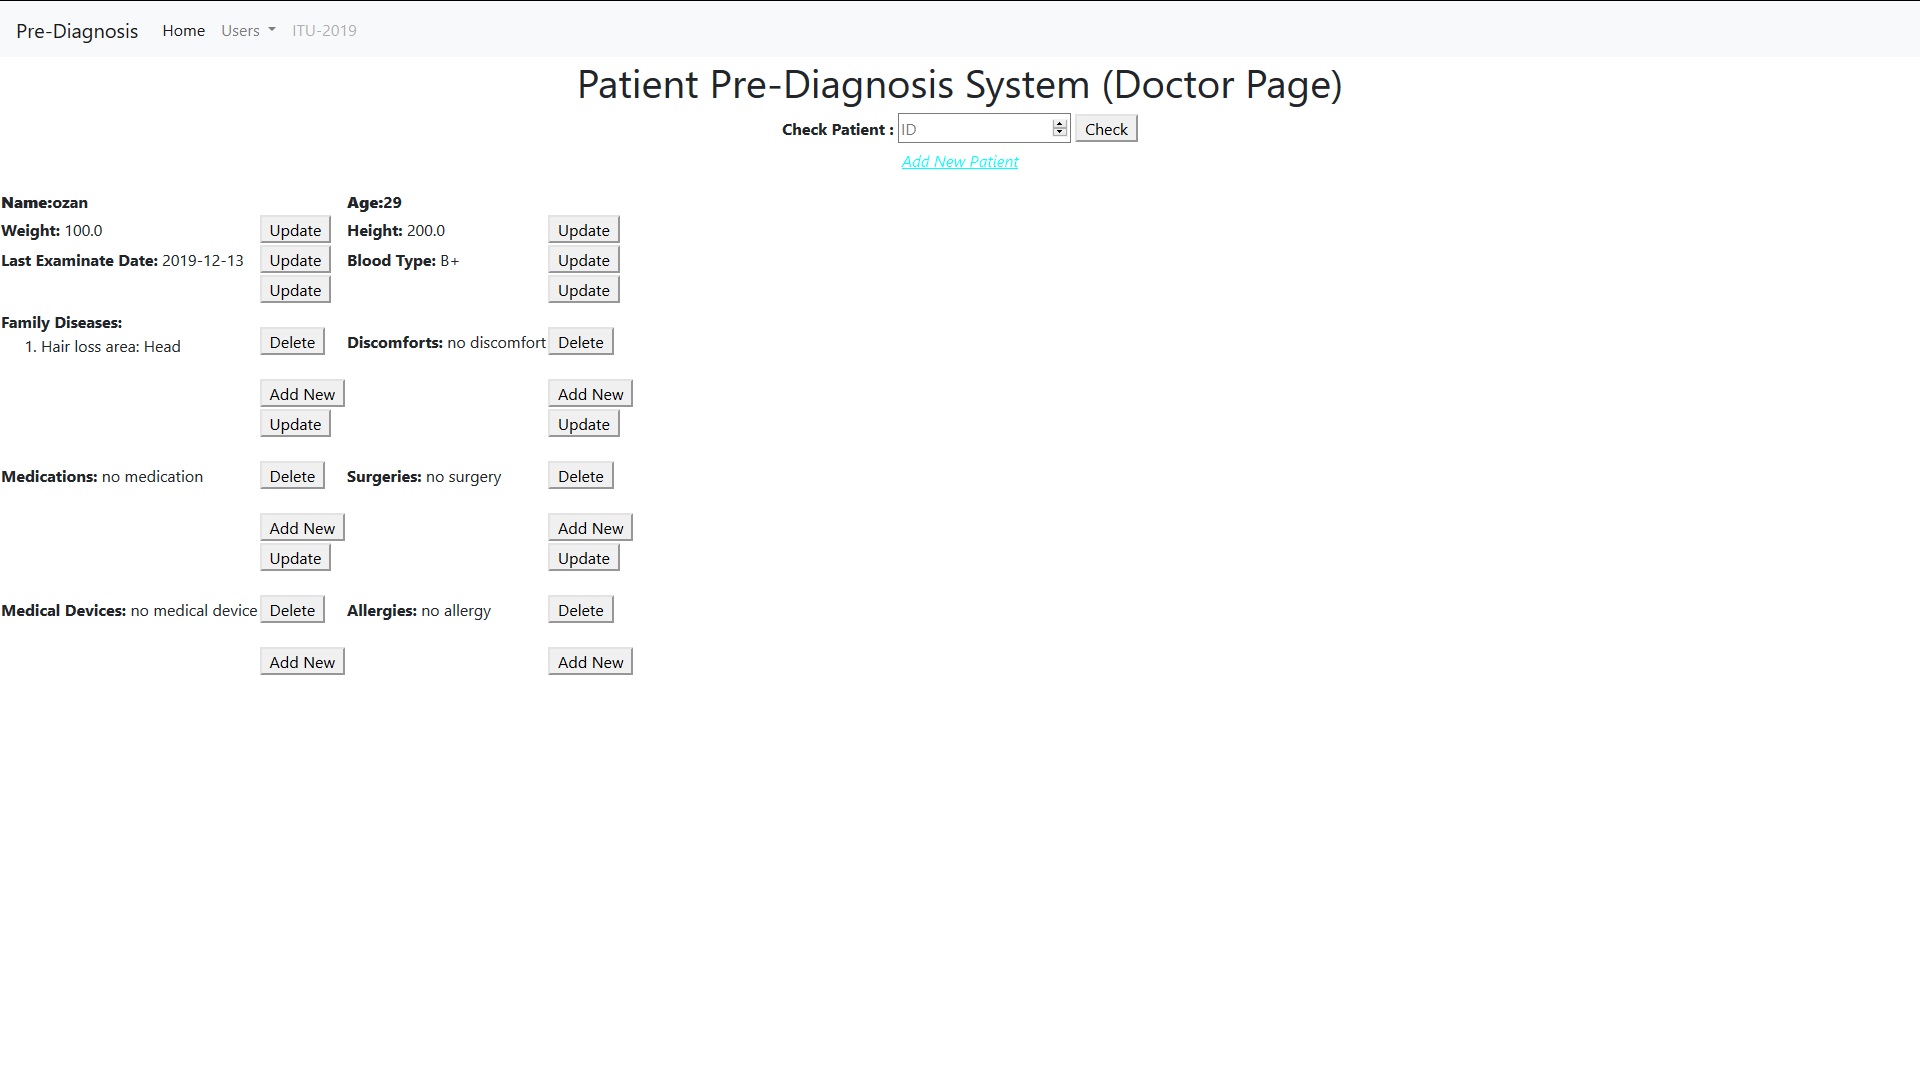 Pre-Diagnosis Home Users ITU-2019
Patient Pre-Diagnosis System (Doctor Page)
Check Patient : ID Check
Add New Patient
Name:ozan Age:29
Weight: 100.0 Update Height: 200.0 Update
Last Examinate Date: 2019-12-13 Update Blood Type: B+ Update
Update Update
Family Diseases:
1. Hair loss area: Head Delete Discomforts: no discomfort Delete
Add New Add New
Update Update
Medications: no medication Delete Surgeries: no surgery Delete
Add New Add New
Update Update
Medical Devices: no medical device Delete Allergies: no allergy Delete
Add New Add New